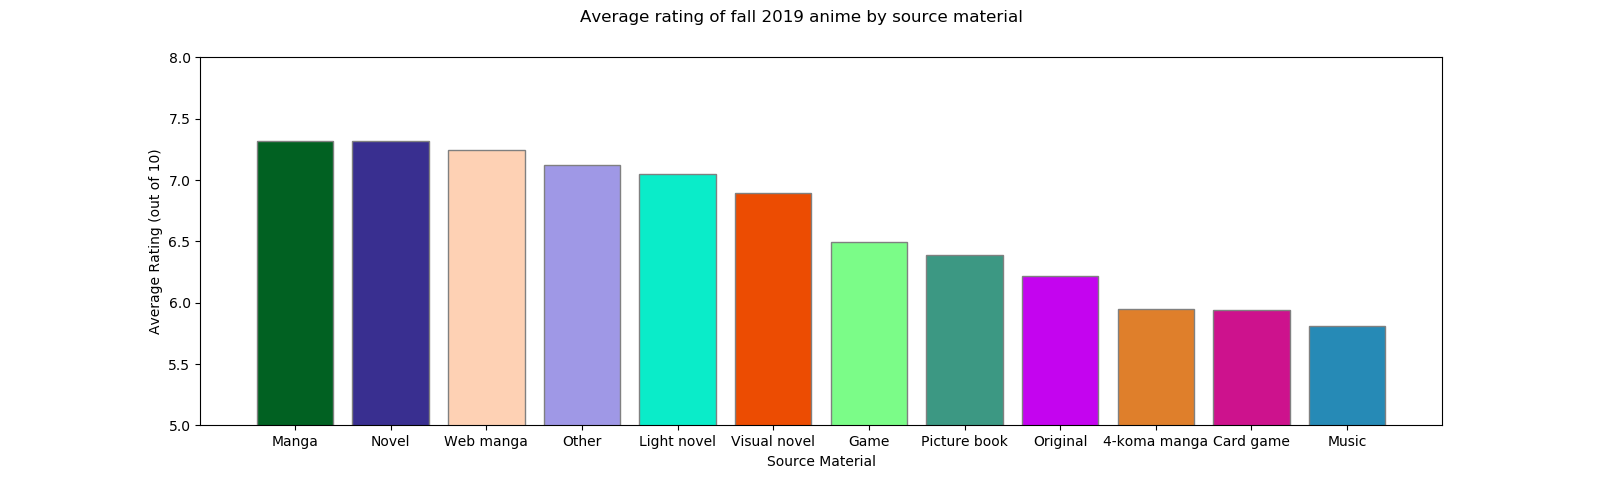 Average rating of fall 2019 anime by source material
8.0
7.5
7.0
6.5
6.0
5.5
5.0
Average Rating (out of 10)
Manga Novel Web manga Other Light novel Visual novel Game Picture book Original 4-koma manga Card game Music
Source Material